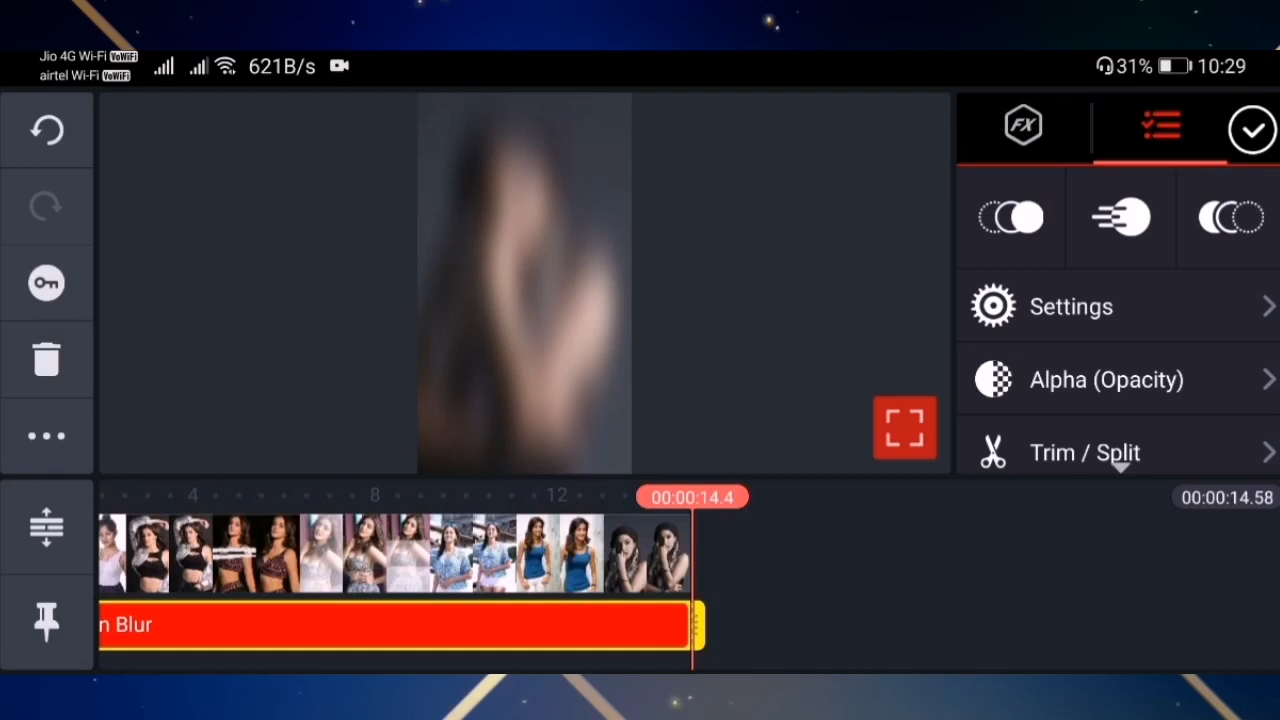 Jio 4G Wi-Fi VoWiFi
airtel Wi-Fi VoWiFi
621B/s
31% 10:29
FX
Settings
Alpha (Opacity)
Trim / Split
4 8 12
00:00:14.4
00:00:14.58
n Blur